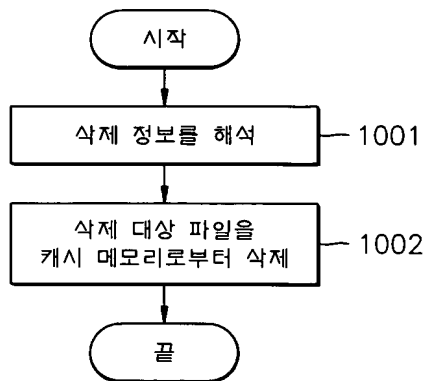 시작
삭제 정보를 해석
1001
삭제 대상 파일을
캐시 메모리로부터 삭제
1002
끝